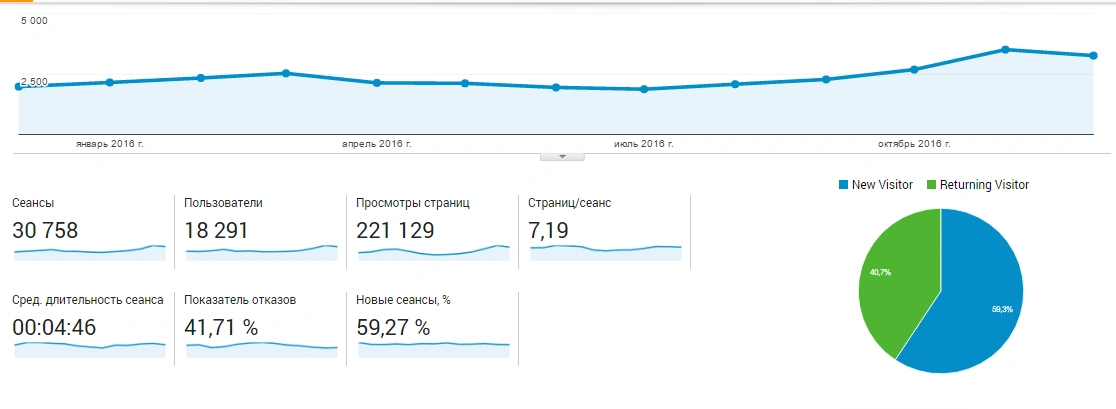 5 000
2,500
январь 2016 г.
апрель 2016 г.
июль 2016 г.
октябрь 2016 г.
New Visitor
Returning Visitor
Сеансы
Пользователи
Просмотры страниц
Страниц/сеанс
30 758
18 291
221 129
7,19
40,7%
59,3%
Сред. длительность сеанса
Показатель отказов
Новые сеансы, %
00:04:46
41,71 %
59,27 %